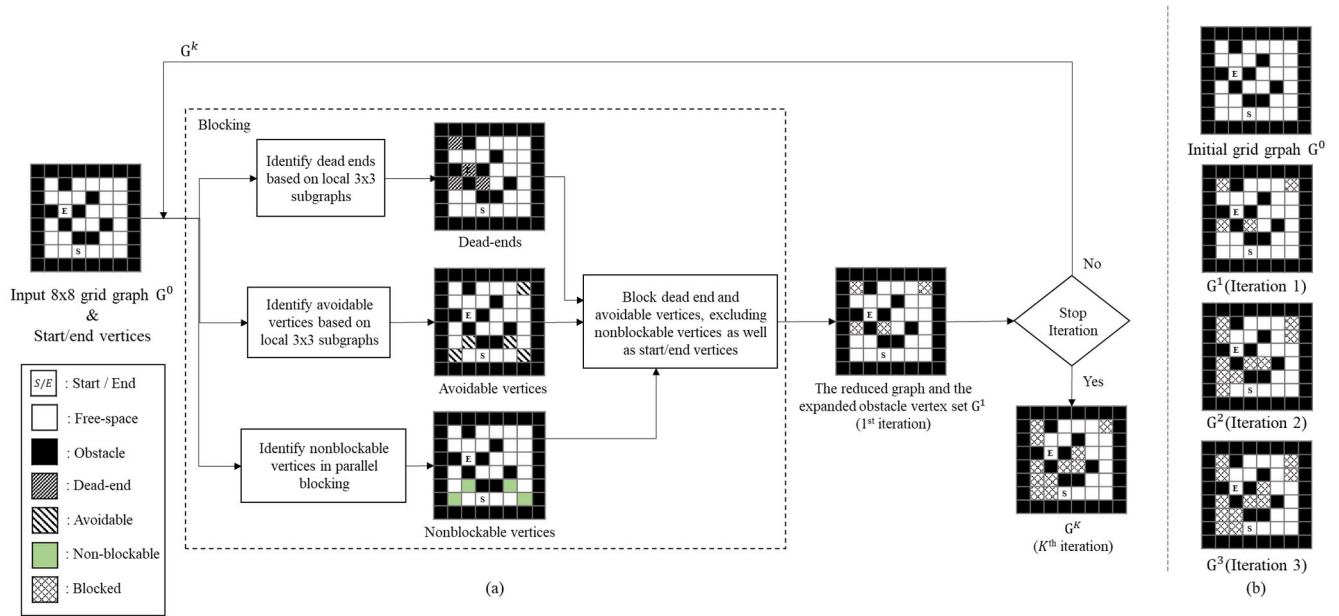 G^k
Blocking
Identify dead ends
based on local 3x3
subgraphs
E
S
Dead-ends
E
S
Input 8x8 grid graph G^0
&
Start/end vertices
Identify avoidable
vertices based on
local 3x3 subgraphs
E
S
Avoidable vertices
Block dead end and
avoidable vertices, excluding
nonblockable vertices as well
as start/end vertices
E
S
The reduced graph and the
expanded obstacle vertex set G^1
(1st iteration)
No
Stop
Iteration
Yes
Identify nonblockable
vertices in parallel
blocking
E
S
Nonblockable vertices
E
S
G^K
(Kth iteration)
S/E : Start / End
: Free-space
: Obstacle
: Dead-end
: Avoidable
: Non-blockable
: Blocked
(a)
E
S
Initial grid grpah G^0
E
S
G^1(Iteration 1)
E
S
G^2(Iteration 2)
E
S
G^3(Iteration 3)
(b)